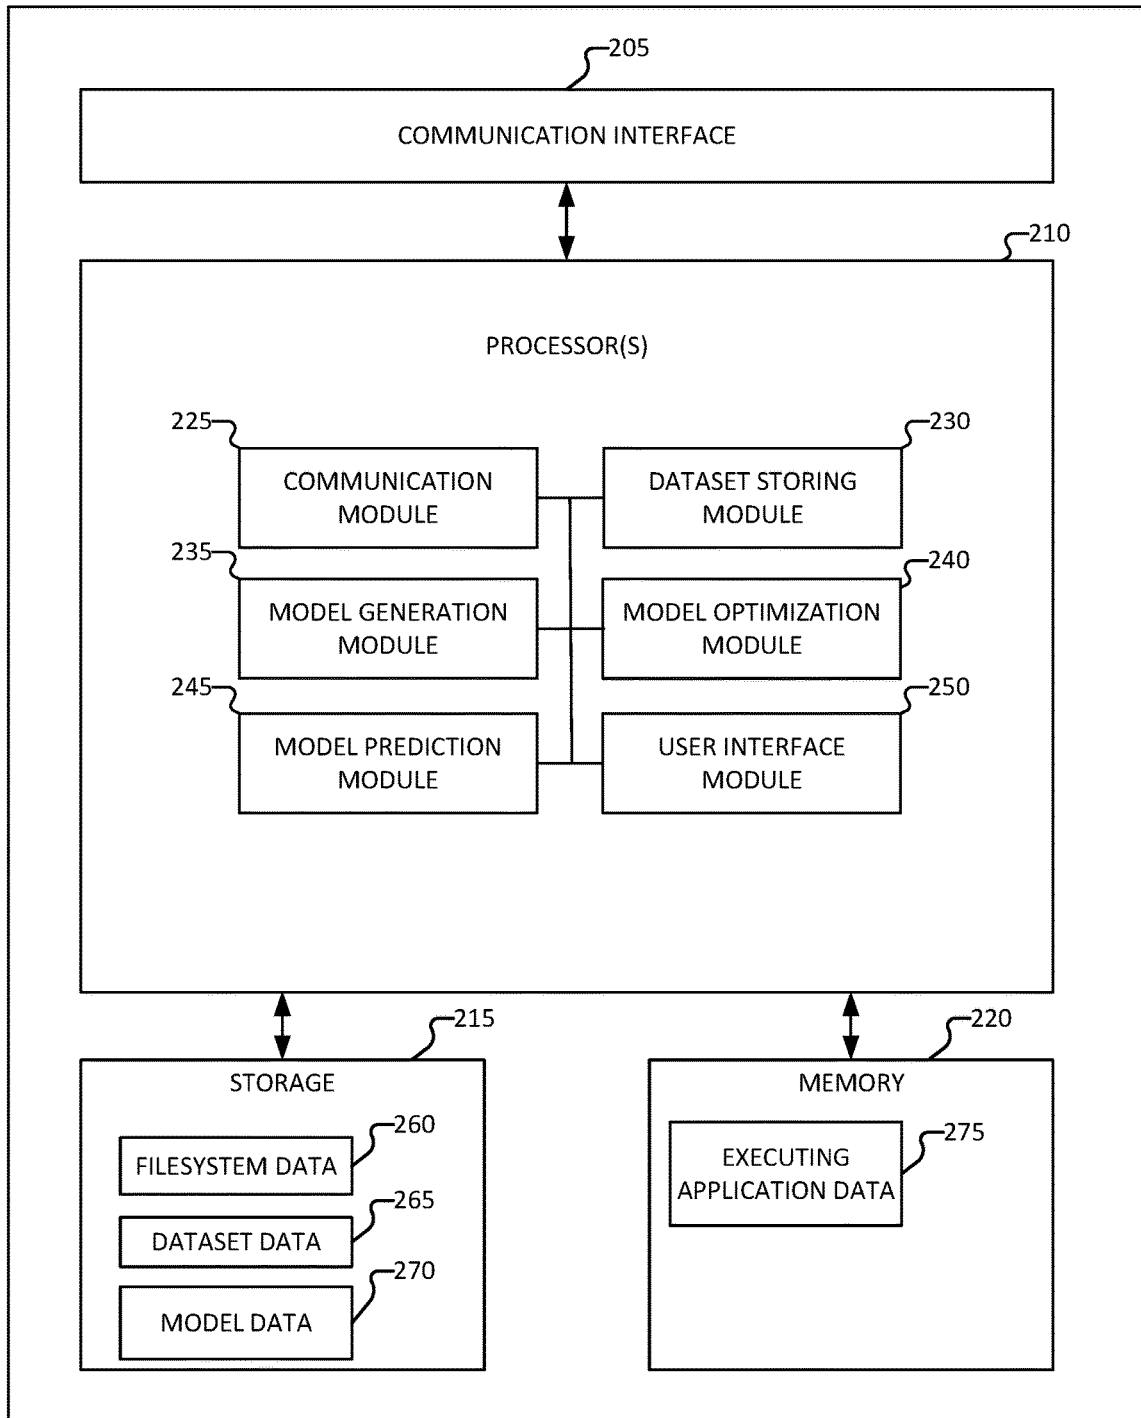 205
COMMUNICATION INTERFACE
210
PROCESSOR(S)
225
COMMUNICATION
MODULE
230
DATASET STORING
MODULE
235
MODEL GENERATION
MODULE
240
MODEL OPTIMIZATION
MODULE
245
MODEL PREDICTION
MODULE
250
USER INTERFACE
MODULE
215
STORAGE
260
FILESYSTEM DATA
265
DATASET DATA
270
MODEL DATA
220
MEMORY
275
EXECUTING
APPLICATION DATA